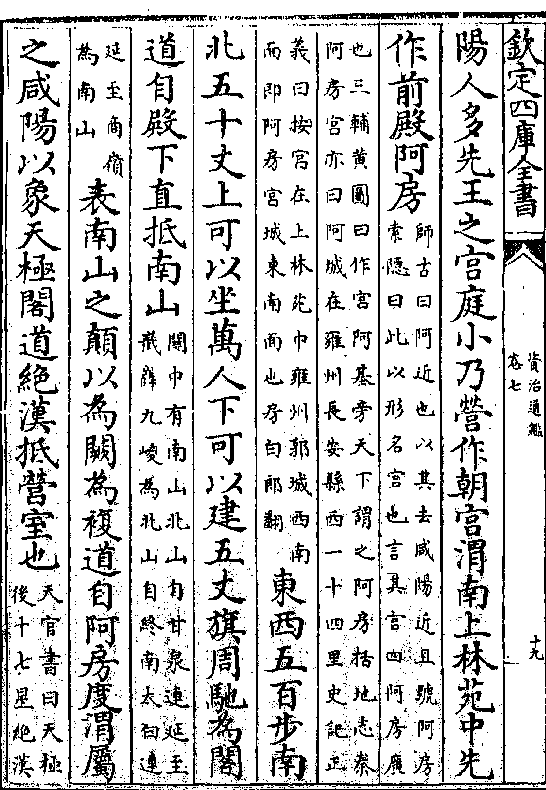 欽定四庫全書
資治通鑑
卷七
十九
陽人多先王之宫庭小乃營作朝宫渭南上林苑中先
作前殿阿房
師古曰阿近也以其去咸陽近且號阿房
索隱曰此以形名宫也言其宫四阿房廣
也三輔黄圖曰作宫阿基旁天下謂之阿房括地志秦
阿房宫亦曰阿城在雍州長安縣西一十四里史記正
義曰按宫在上林苑中雍州郭城西南
面即阿房宫城東南面也房白郎翻
東西五百步南
北五十丈上可以坐萬人下可以建五丈旗周馳為閣
道自殿下直抵南山
關中有南山北山自甘泉連延至
嶻嶭九嵕為北山自終南太白連
延至商嶺
為南山
表南山之顛以為闕為複道自阿房度渭屬
之咸陽以象天極閣道絶漢抵營室也
天官書曰天極
後十七星絶漢